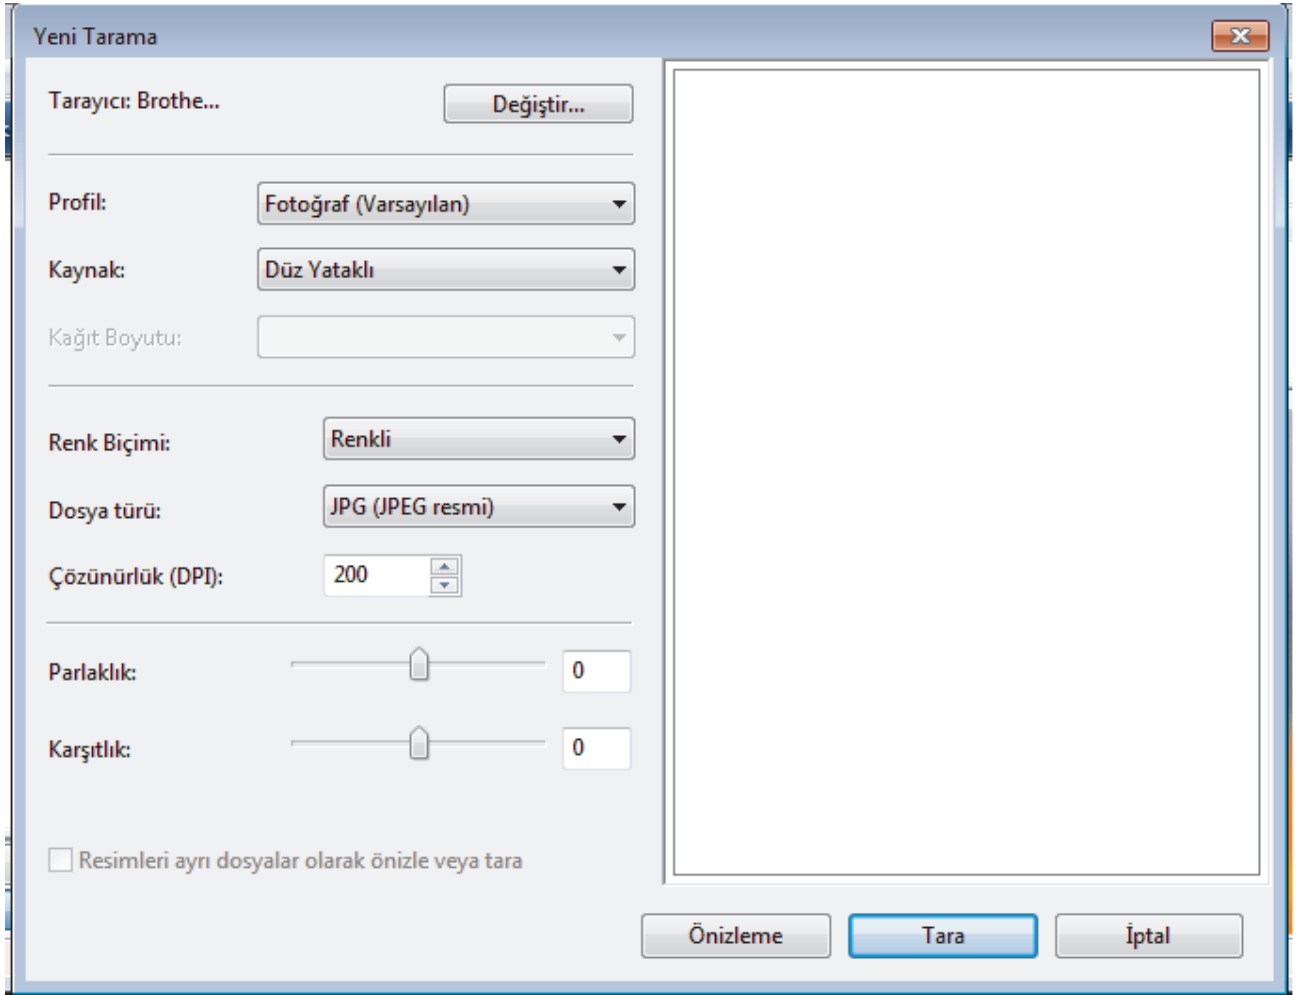 Yeni Tarama
Tarayıcı: Brothe...
Değiştir...
Profil:
Fotoğraf (Varsayılan)
Kaynak:
Düz Yataklı
Kağıt Boyutu:
Renk Biçimi:
Renkli
Dosya türü:
JPG (JPEG resmi)
Çözünürlük (DPI):
200
Parlaklık:
0
Karşıtlık:
0
Resimleri ayrı dosyalar olarak önizle veya tara
Önizleme
Tara
İptal